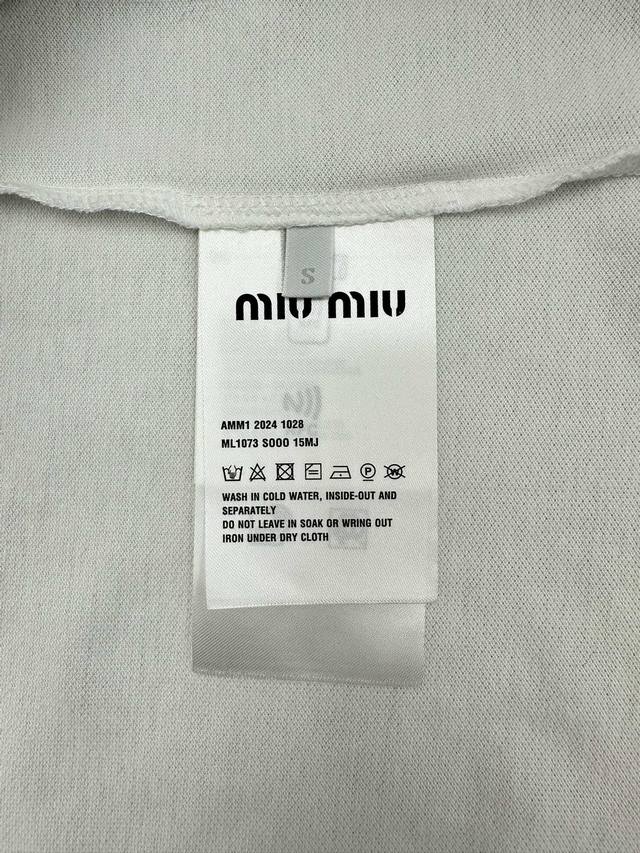 S
miu miu
AMM1 2024 1028
ML1073 S000 15MJ
P W
WASH IN COLD WATER, INSIDE-OUT AND
SEPARATELY
DO NOT LEAVE IN SOAK OR WRING OUT
IRON UNDER DRY CLOTH